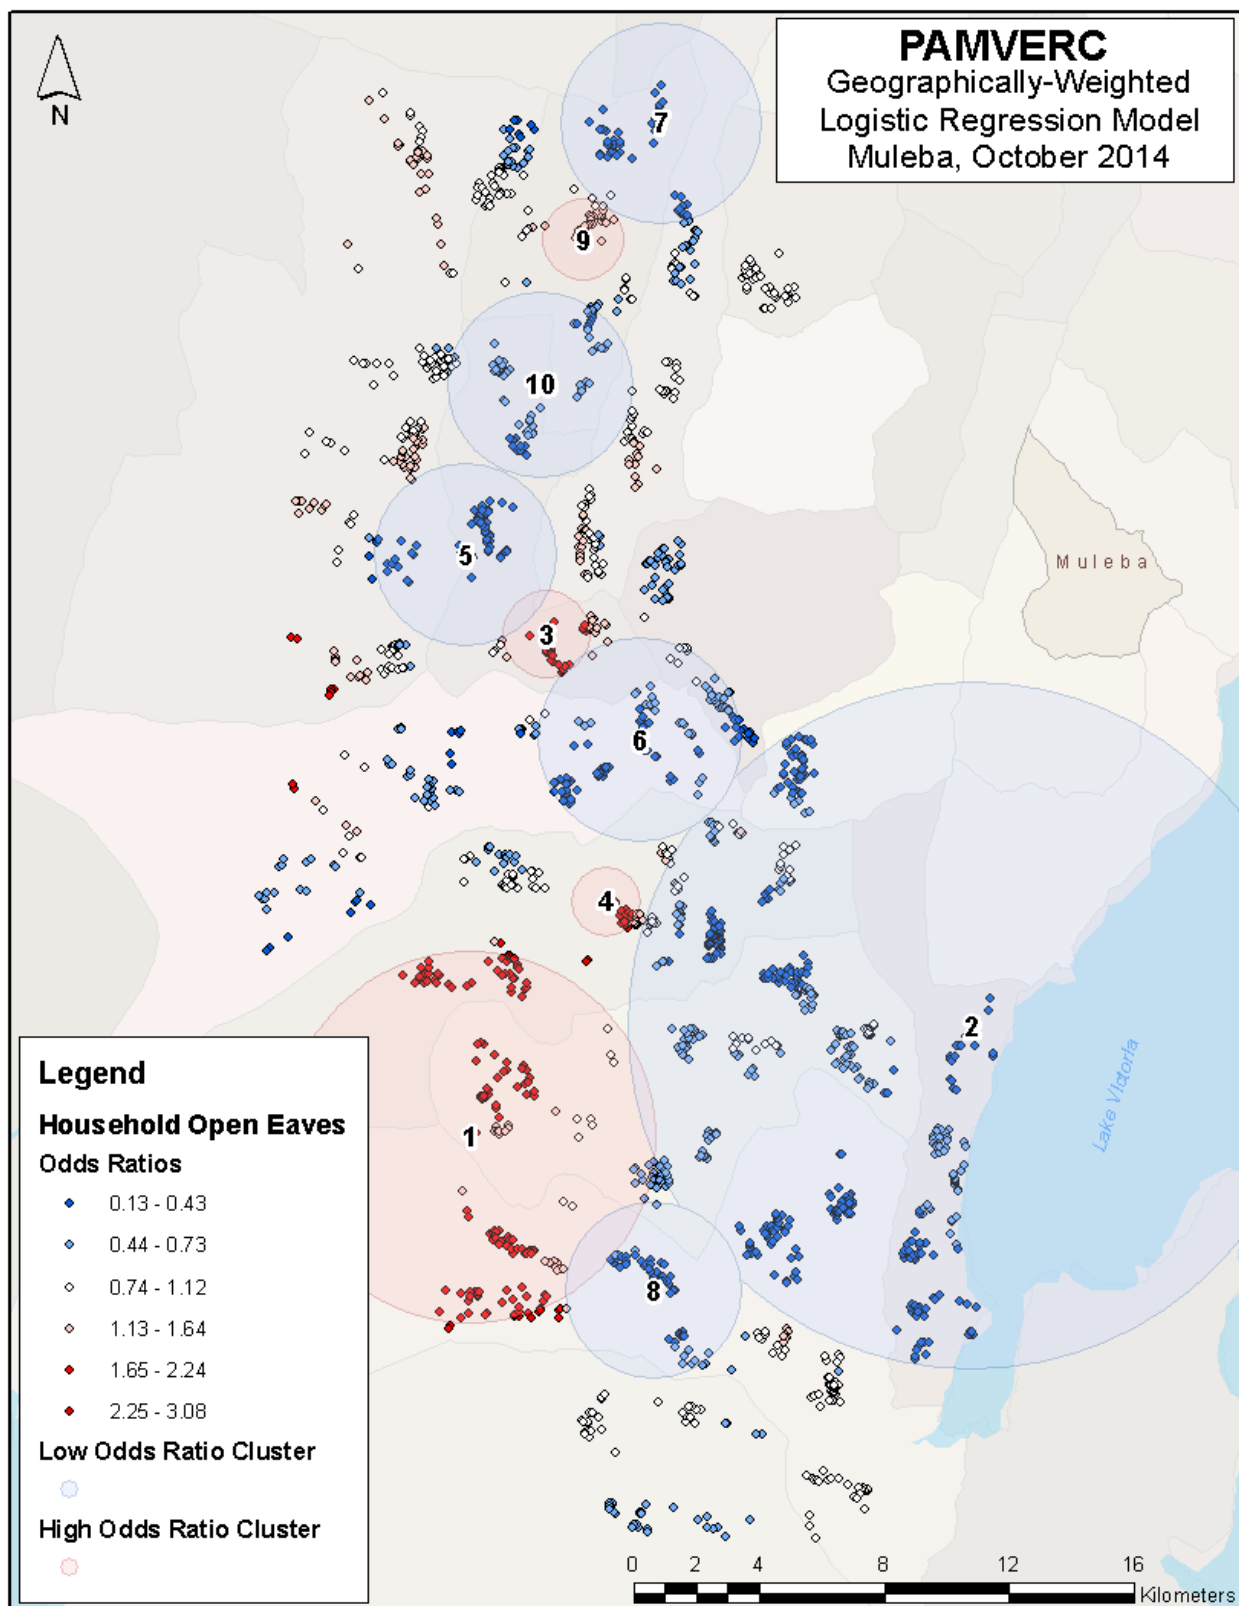 PAMVERC
Geographically-Weighted
Logistic Regression Model
Muleba, October 2014
N
7
9
10
5
Muleba
3
6
4
2
1
Lake Victoria
8
Legend
Household Open Eaves
Odds Ratios
0.13 - 0.43
0.44 - 0.73
0.74 - 1.12
1.13 - 1.64
1.65 - 2.24
2.25 - 3.08
Low Odds Ratio Cluster
High Odds Ratio Cluster
0 2 4 8 12 16
Kilometers